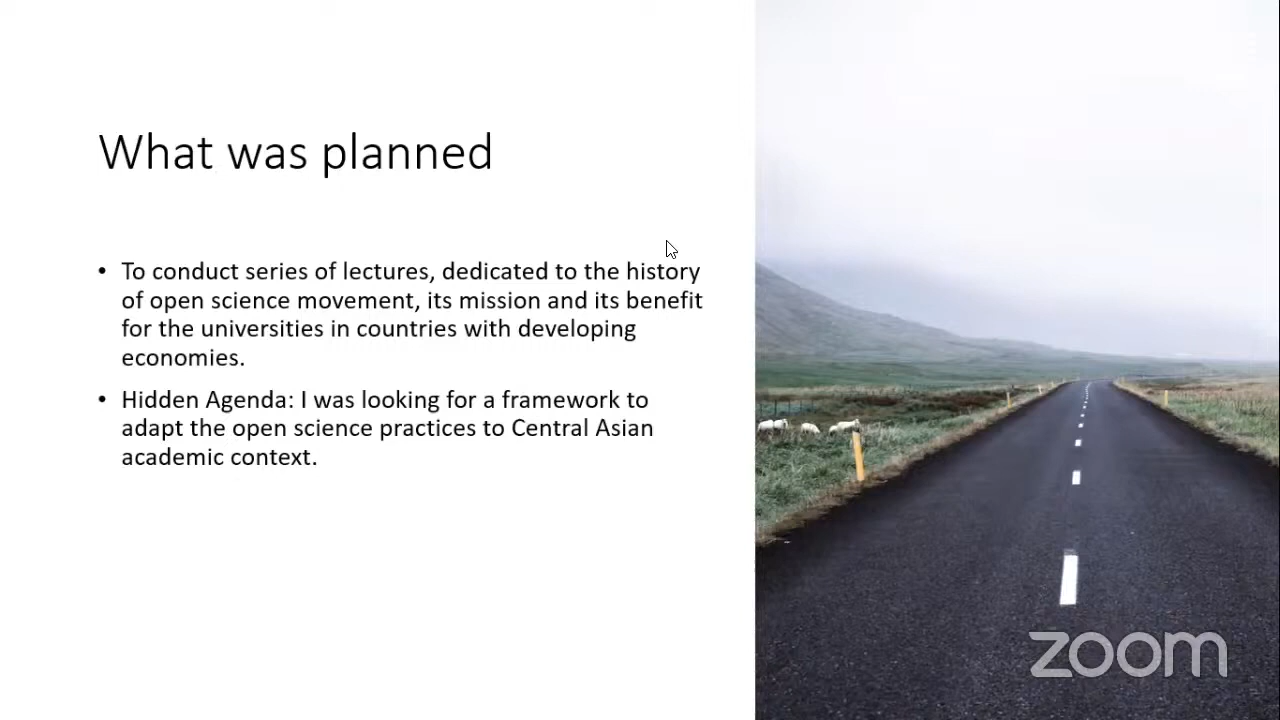 What was planned
• To conduct series of lectures, dedicated to the history
of open science movement, its mission and its benefit
for the universities in countries with developing
economies.
• Hidden Agenda: I was looking for a framework to
adapt the open science practices to Central Asian
academic context.
zoom